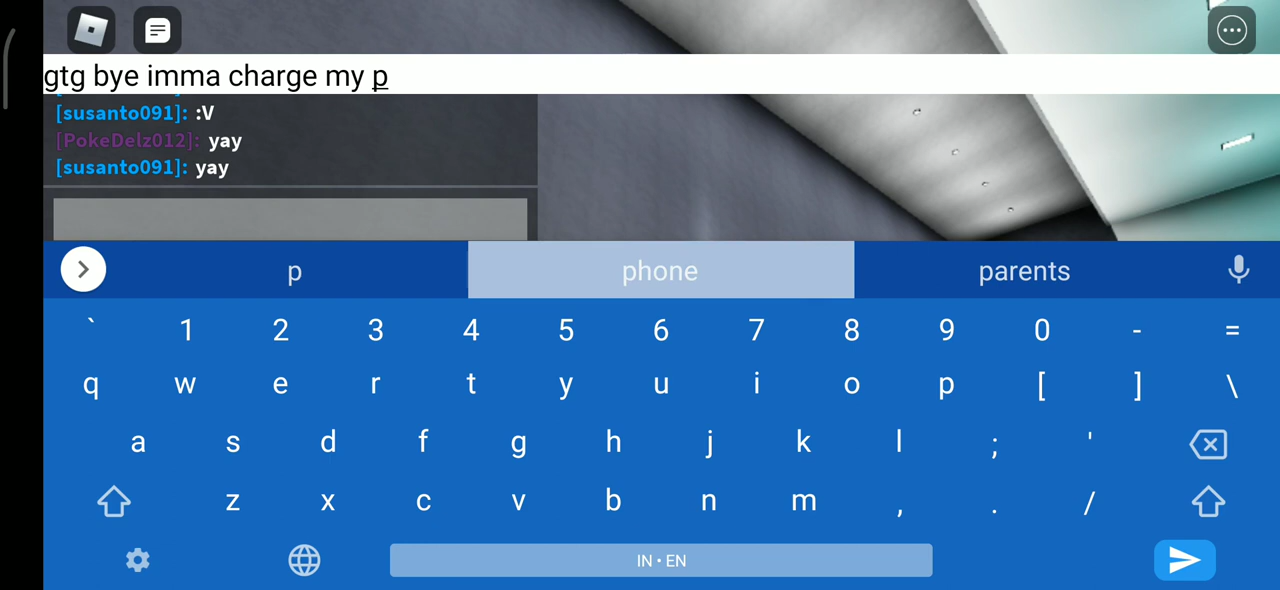 gtg bye imma charge my p
[susanto091]: :V
[PokeDelz012]: yay
[susanto091]: yay
p phone parents
` 1 2 3 4 5 6 7 8 9 0 - =
q w e r t y u i o p [ ] \
a s d f g h j k l ; '
z x c v b n m , . /
IN • EN